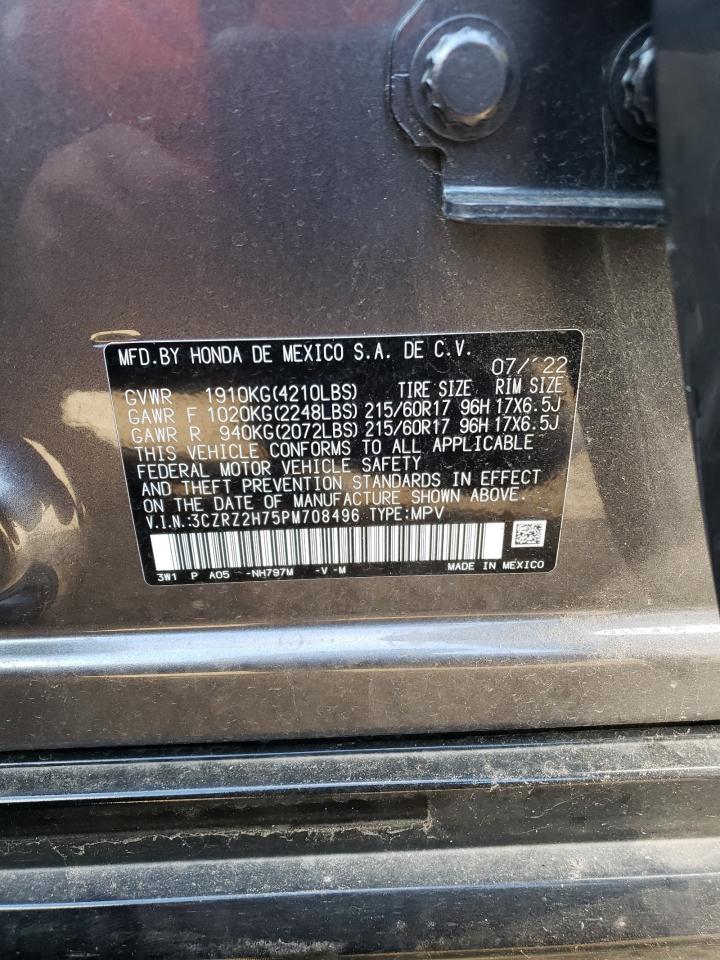 MFD.BY HONDA DE MEXICO S.A. DE C.V.
07/´22
GVWR 1910KG(4210LBS) TIRE SIZE RIM SIZE
GAWR F 1020KG(2248LBS) 215/60R17 96H 17X6.5J
GAWR R 940KG(2072LBS) 215/60R17 96H 17X6.5J
THIS VEHICLE CONFORMS TO ALL APPLICABLE
FEDERAL MOTOR VEHICLE SAFETY
AND THEFT PREVENTION STANDARDS IN EFFECT
ON THE DATE OF MANUFACTURE SHOWN ABOVE.
V.I.N.:3CZRZ2H75PM708496 TYPE:MPV
3W1 P A05 -NH797M -V -M MADE IN MEXICO